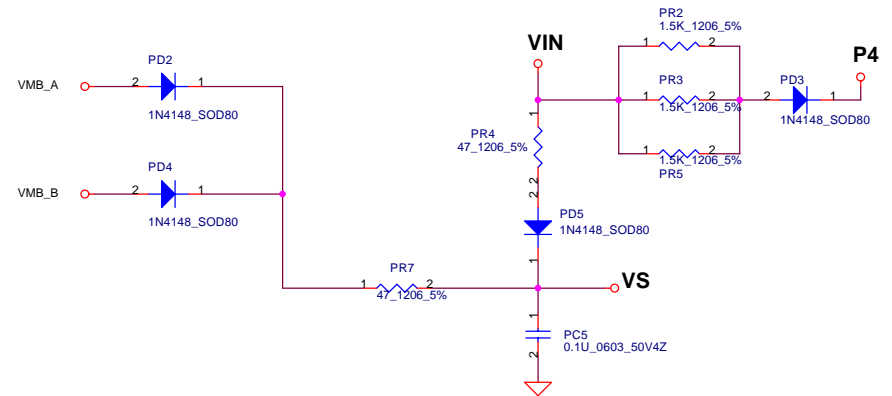 PR2
1.5K_1206_5%
1
2
VIN
P4
PD2
VMB_A
2
1
1N4148_SOD80
PR3
1
2
1.5K_1206_5%
PD3
2
1
1N4148_SOD80
1
PR4
47_1206_5%
2
1
2
1.5K_1206_5%
PR5
PD4
VMB_B
2
1
1N4148_SOD80
2
PD5
1N4148_SOD80
1
PR7
1
2
47_1206_5%
VS
1
PC5
0.1U_0603_50V4Z
2